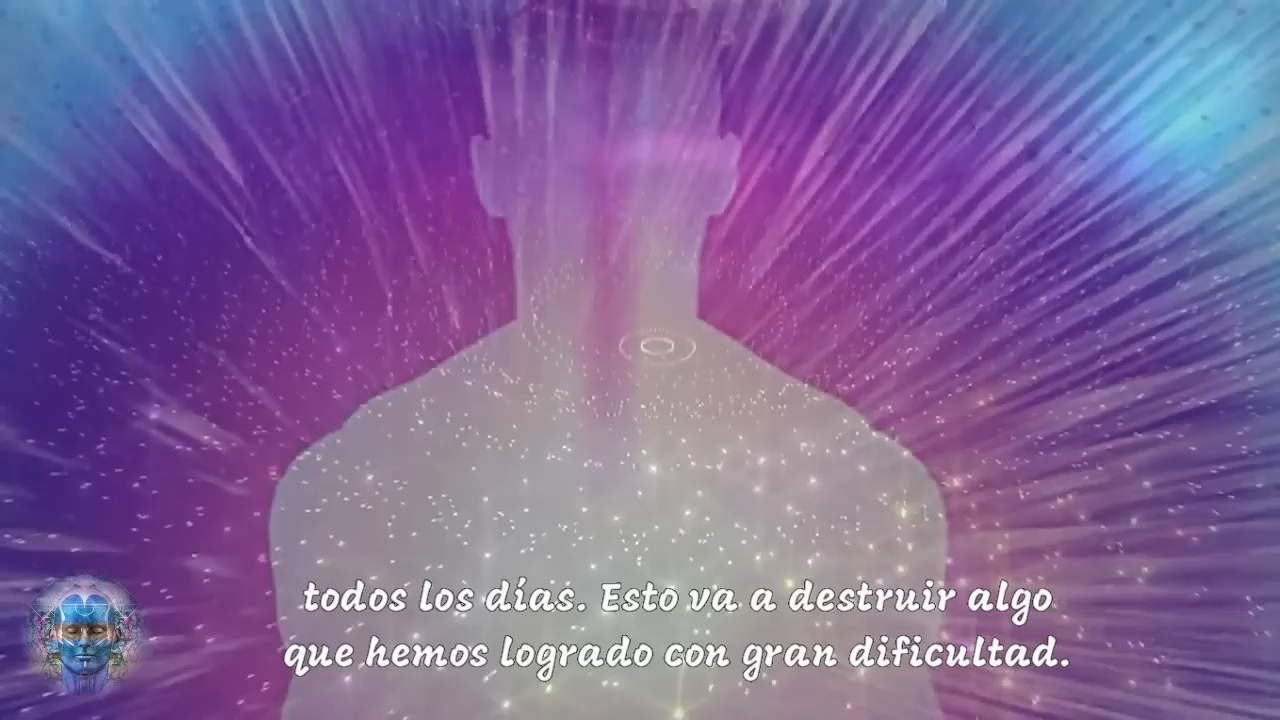 todos los días. Esto va a destruir algo
que hemos logrado con gran dificultad.